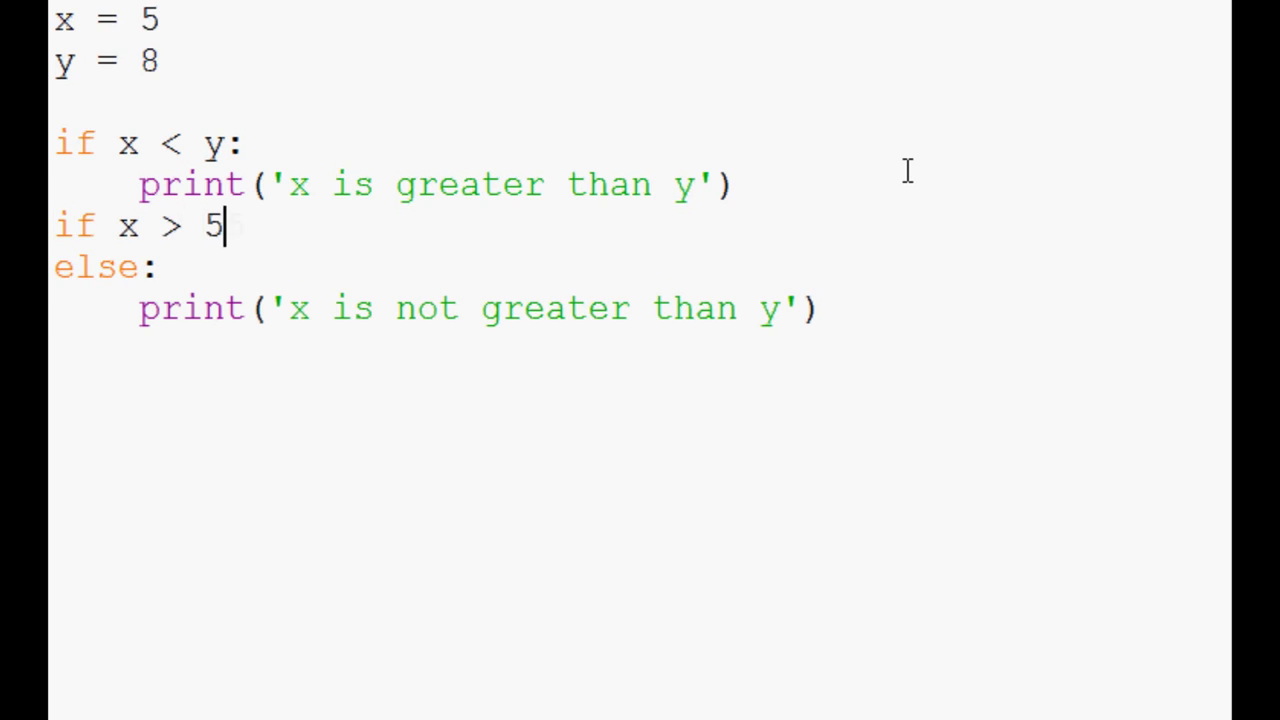 x = 5
y = 8
if x < y:
print('x is greater than y')
if x > 5
else:
print('x is not greater than y')